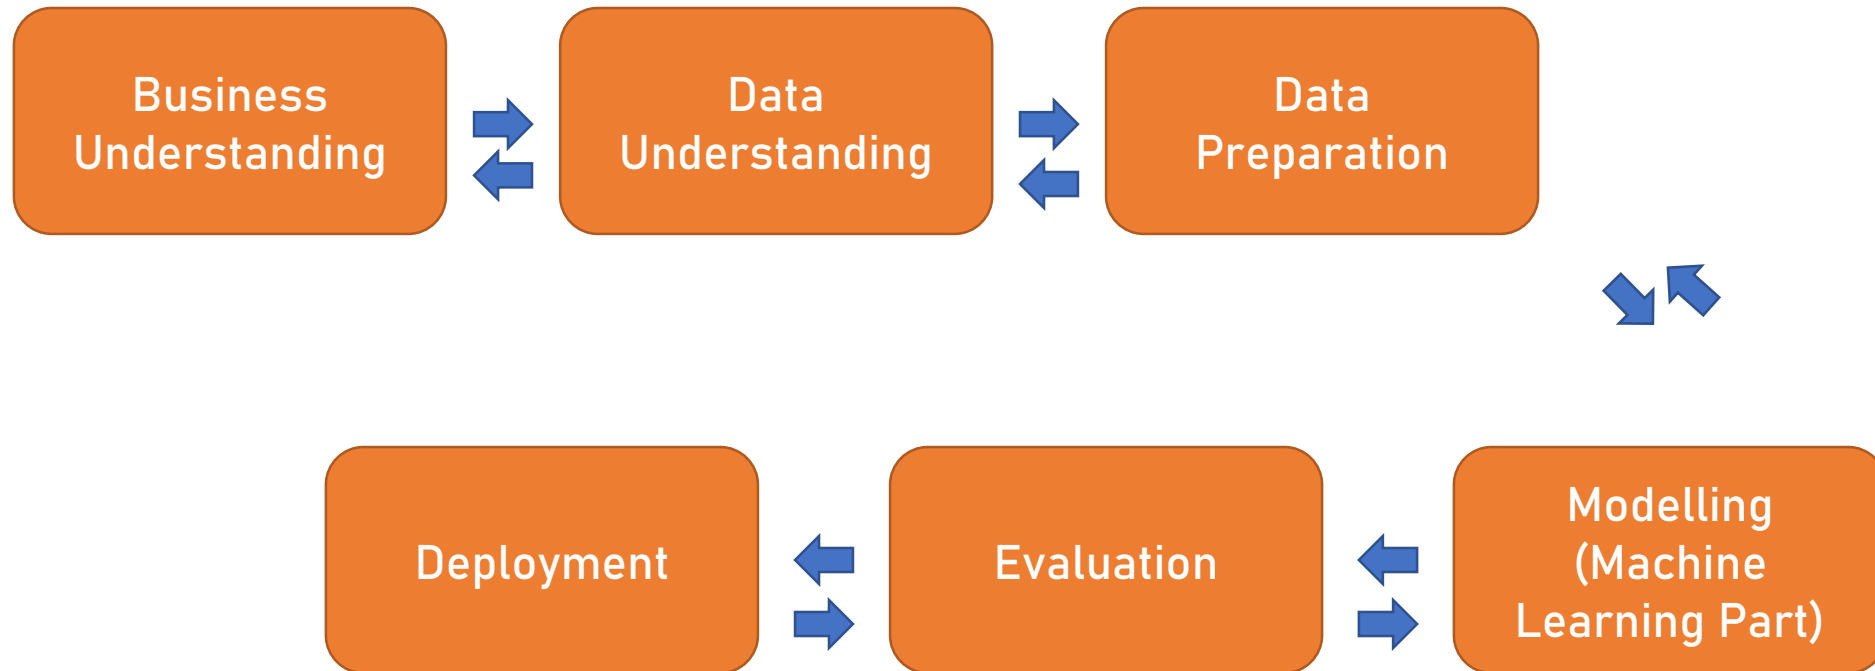 Business
Understanding
Data
Understanding
Data
Preparation
Deployment
Evaluation
Modelling
(Machine
Learning Part)